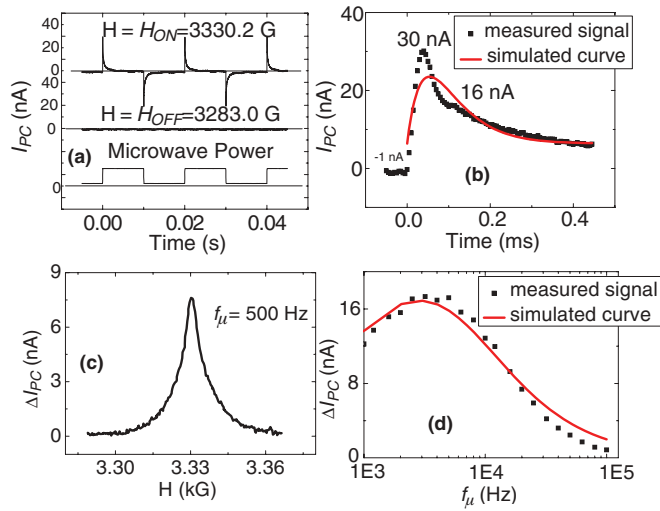 40
20
0
20
0
0
I_PC (nA)
H = H_ON=3330.2 G
H = H_OFF=3283.0 G
Microwave Power
(a)
0.00
0.02
0.04
Time (s)
40
20
0
I_PC (nA)
30 nA
16 nA
-1 nA
measured signal
simulated curve
(b)
0.0
0.2
0.4
Time (ms)
9
6
3
0
ΔI_PC (nA)
f_μ= 500 Hz
(c)
3.30
3.33
3.36
H (kG)
16
8
0
ΔI_PC (nA)
measured signal
simulated curve
(d)
1E3
1E4
1E5
f_μ (Hz)